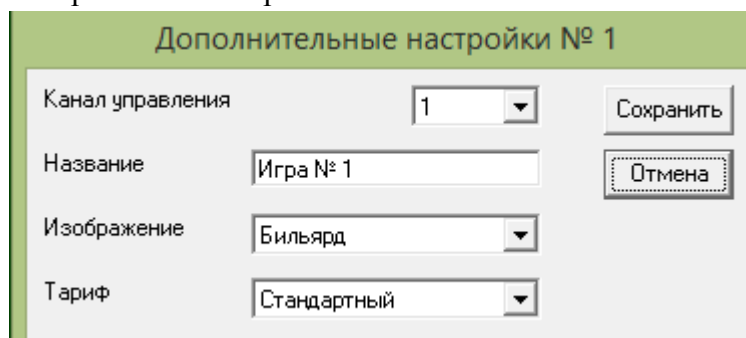 Дополнительные настройки № 1
Канал управления 1 Сохранить
Название Игра № 1 Отмена
Изображение Бильярд
Тариф Стандартный